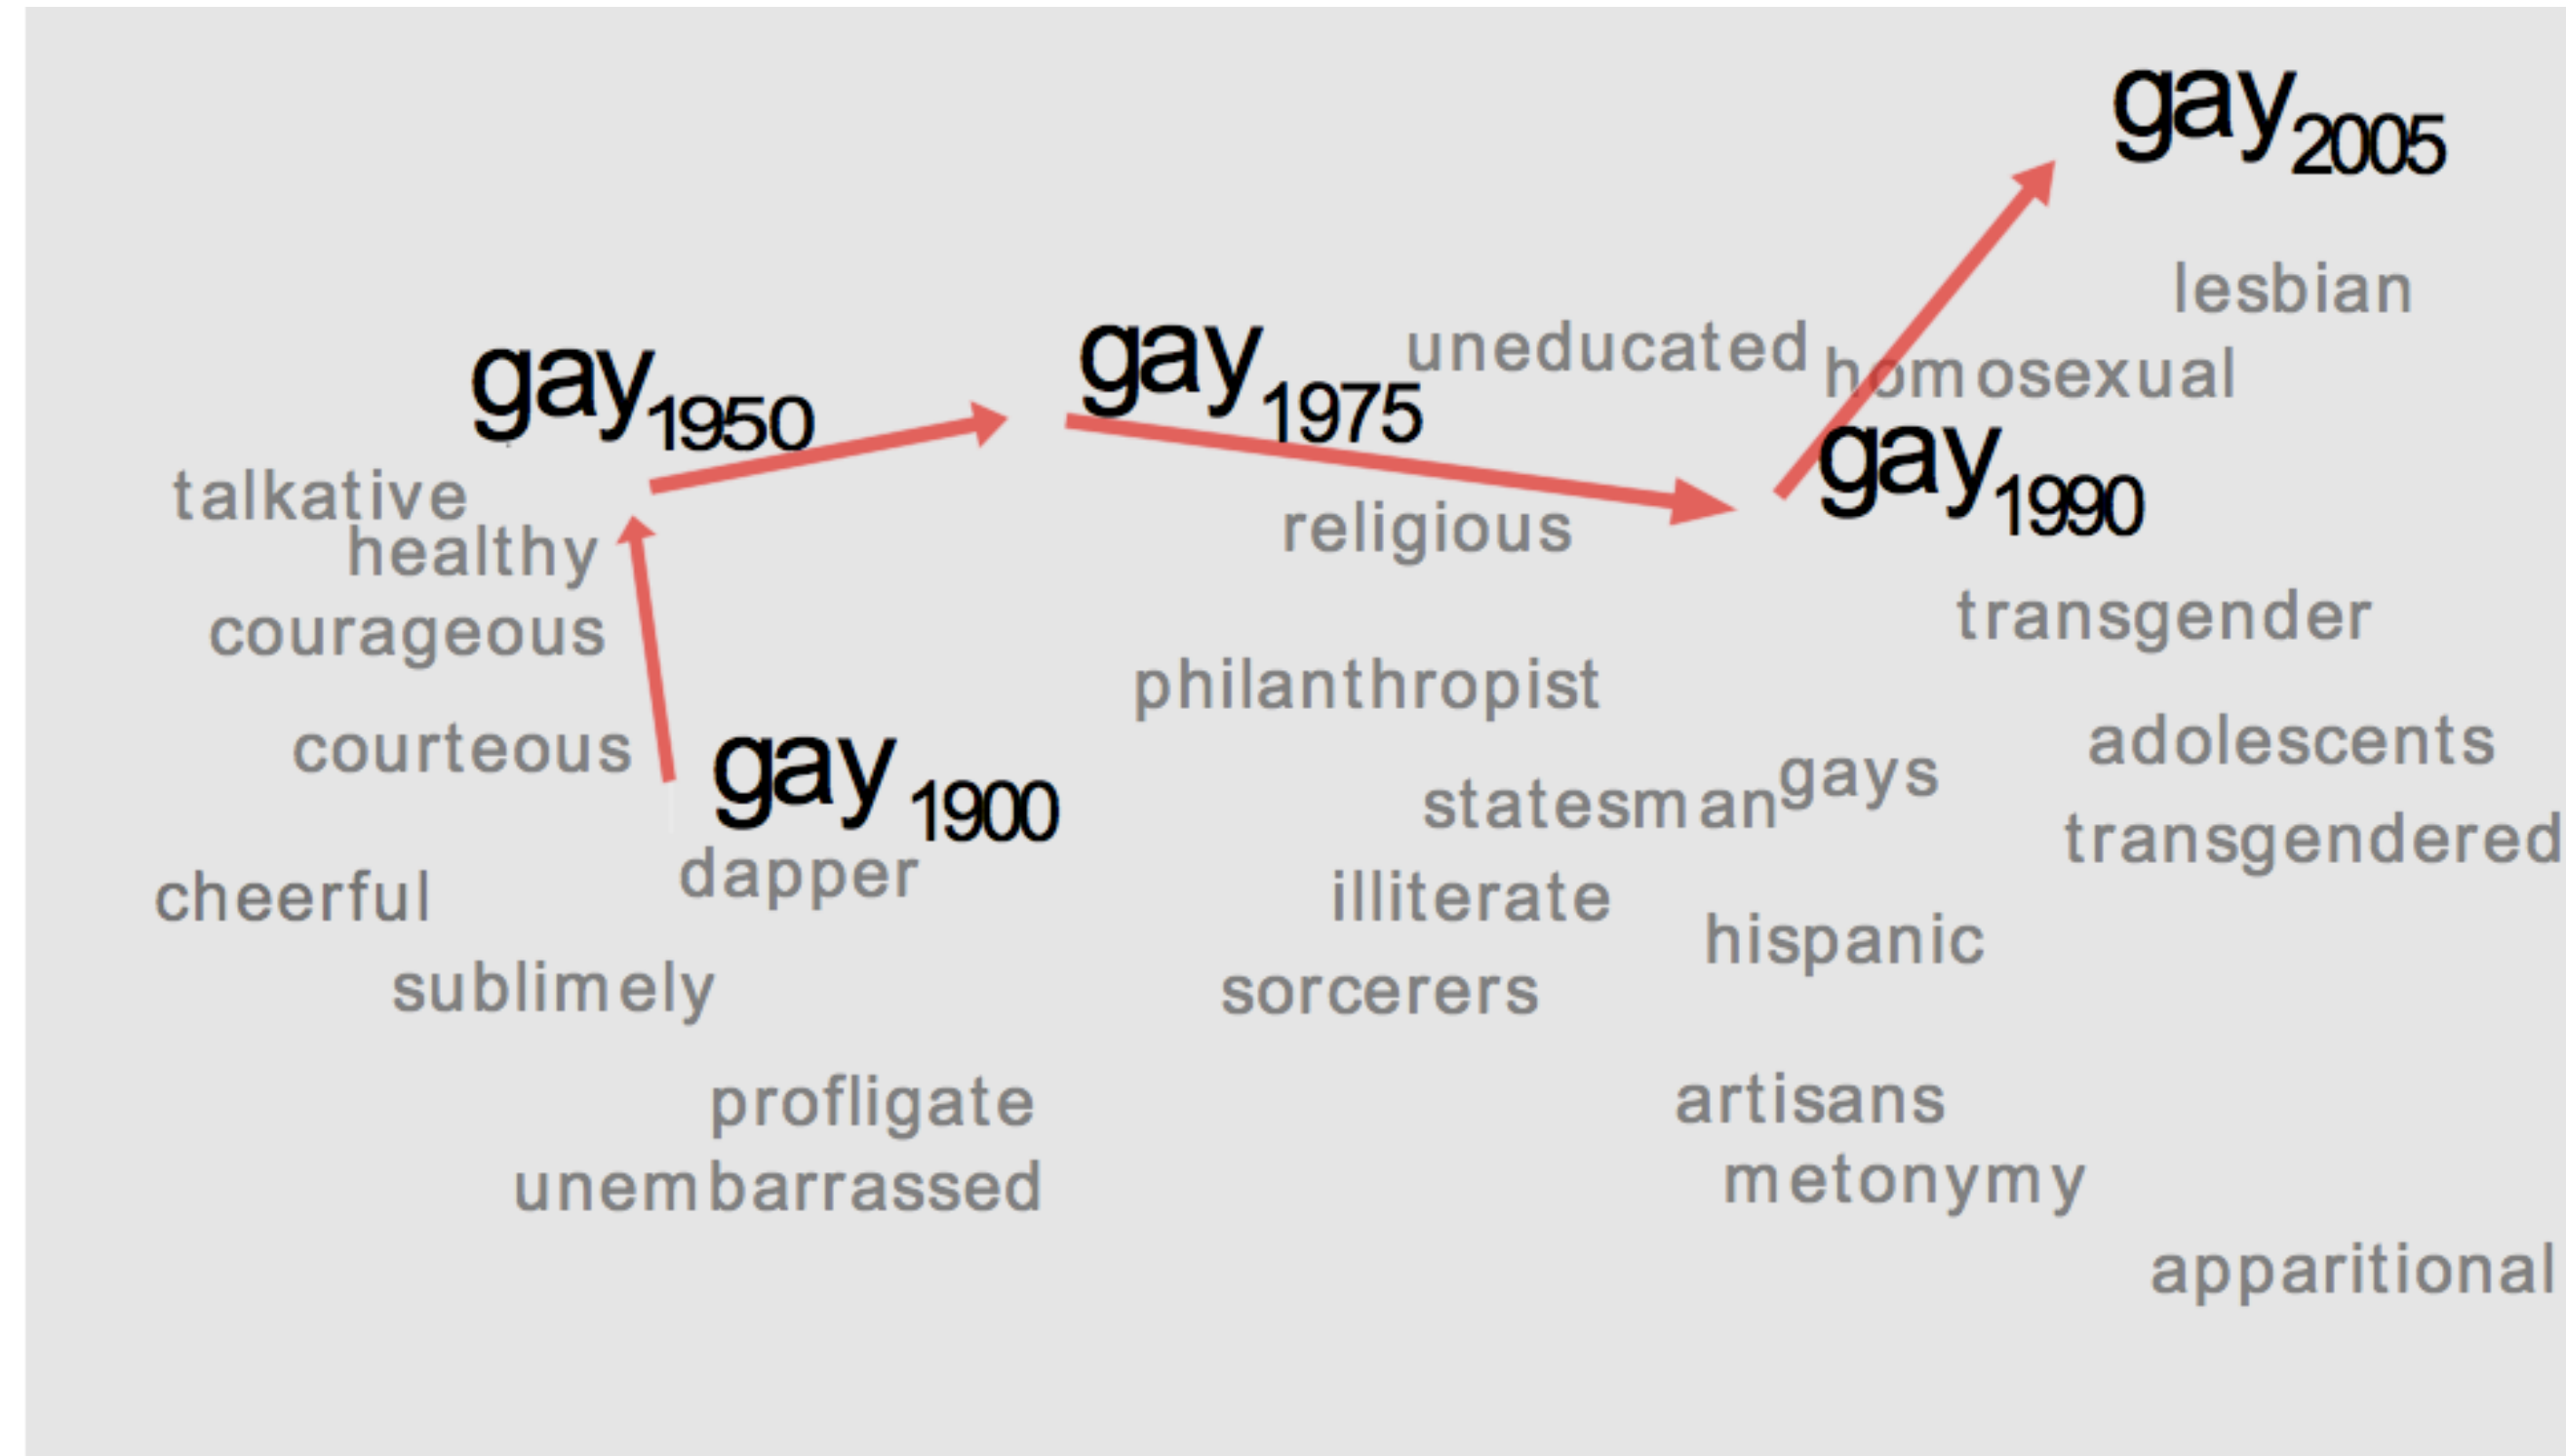 gay2005
lesbian
gay1975
uneducated
homosexual
gay1950
gay1990
talkative
religious
healthy
courageous
transgender
philanthropist
courteous
gay1900
gays
adolescents
statesman
transgendered
dapper
cheerful
illiterate
hispanic
sublimely
sorcerers
profligate
artisans
unembarrassed
metonymy
apparitional